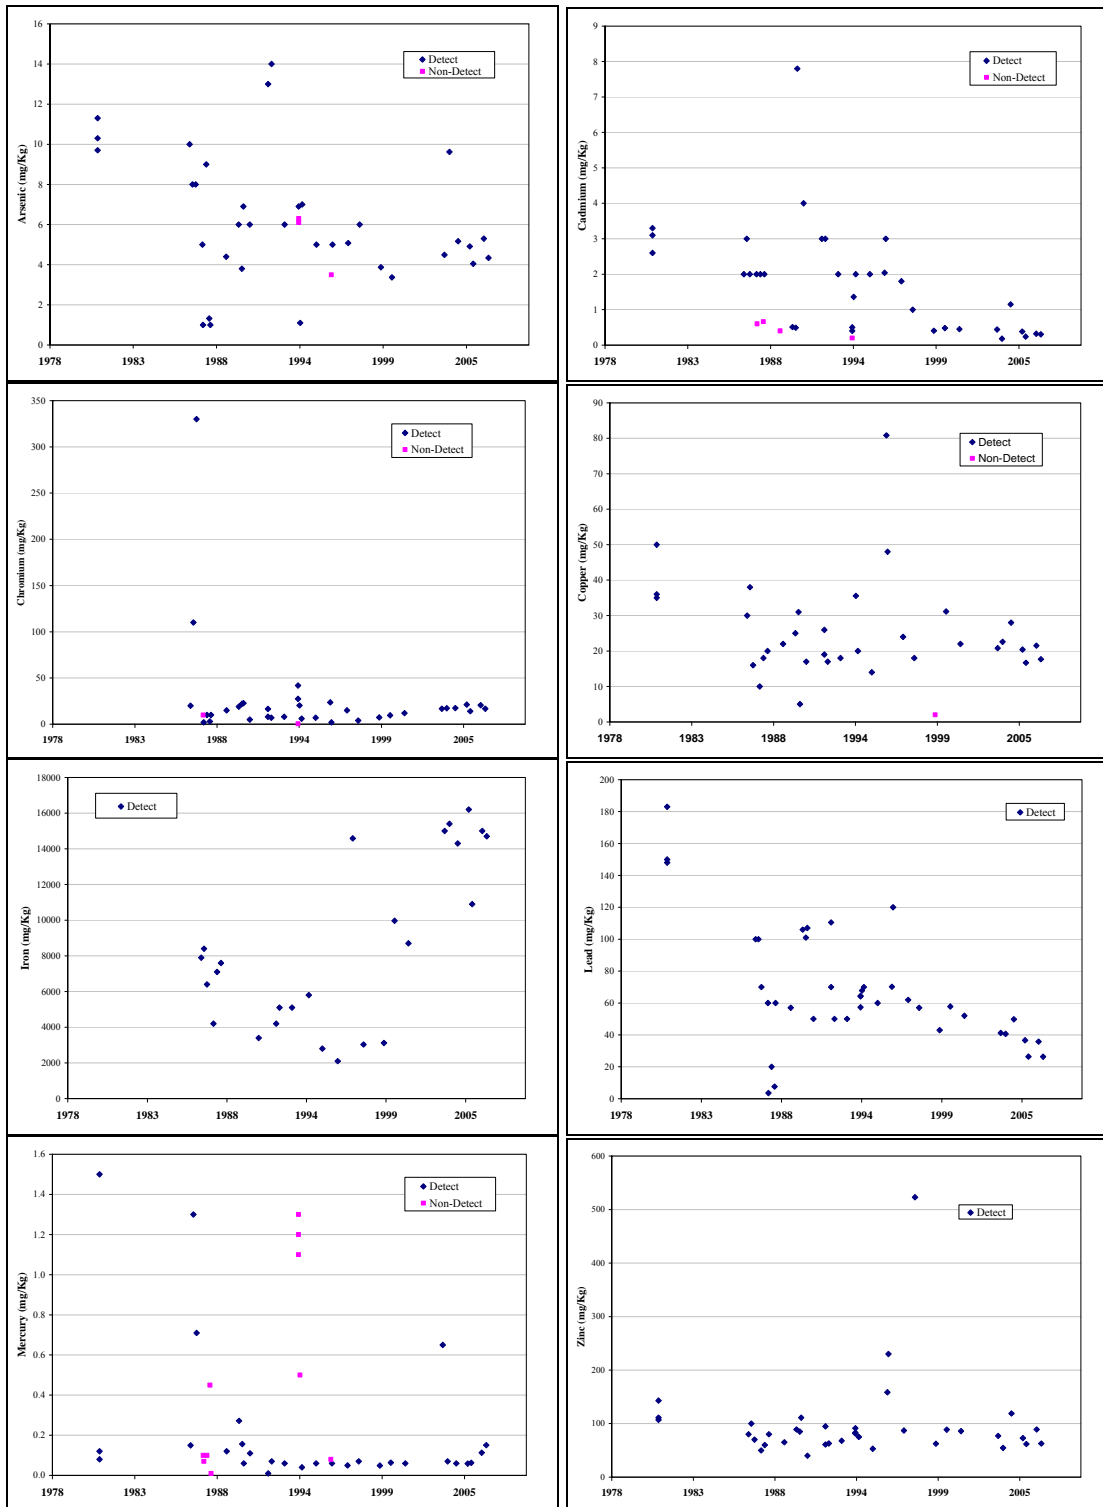 16
14
12
10
8
6
4
2
0
Arsenic (mg/Kg)
Detect
Non-Detect
1978 1983 1988 1994 1999 2005
9
8
7
6
5
4
3
2
1
0
Cadmium (mg/Kg)
Detect
Non-Detect
1978 1983 1988 1994 1999 2005
350
300
250
200
150
100
50
0
Chromium (mg/Kg)
Detect
Non-Detect
1978 1983 1988 1994 1999 2005
90
80
70
60
50
40
30
20
10
0
Copper (mg/Kg)
Detect
Non-Detect
1978 1983 1988 1994 1999 2005
18000
16000
14000
12000
10000
8000
6000
4000
2000
0
Iron (mg/Kg)
Detect
1978 1983 1988 1994 1999 2005
200
180
160
140
120
100
80
60
40
20
0
Lead (mg/Kg)
Detect
1978 1983 1988 1994 1999 2005
1.6
1.4
1.2
1.0
0.8
0.6
0.4
0.2
0.0
Mercury (mg/Kg)
Detect
Non-Detect
1978 1983 1988 1994 1999 2005
600
500
400
300
200
100
0
Zinc (mg/Kg)
Detect
1978 1983 1988 1994 1999 2005